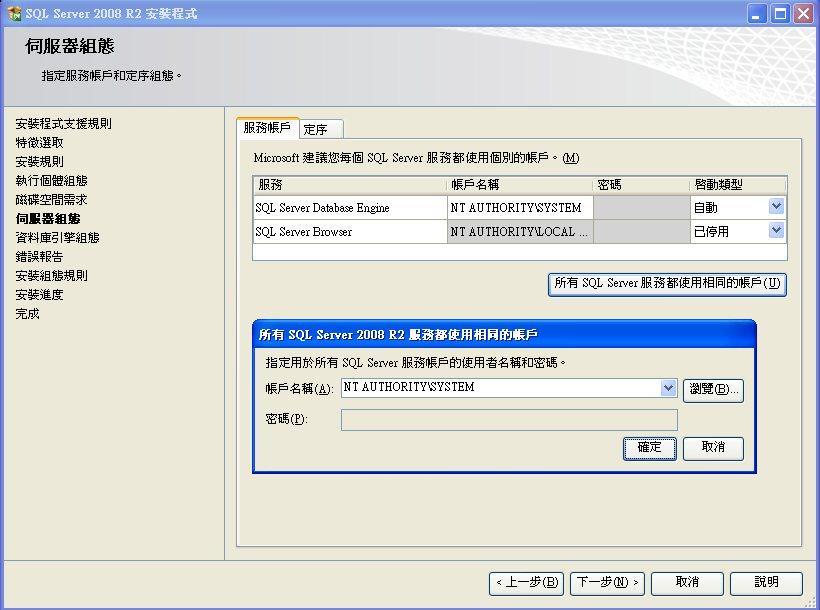 SQL Server 2008 R2 安裝程式
伺服器組態
指定服務帳戶和定序組態。
安裝程式支援規則
特徵選取
安裝規則
執行個體組態
磁碟空間需求
伺服器組態
資料庫引擎組態
錯誤報告
安裝組態規則
安裝進度
完成
服務帳戶 定序
Microsoft 建議您每個 SQL Server 服務都使用個別的帳戶。(M)
服務 帳戶名稱 密碼 啓動類型
SQL Server Database Engine NT AUTHORITY\SYSTEM 自動
SQL Server Browser NT AUTHORITY\LOCAL ... 已停用
所有 SQL Server 服務都使用相同的帳戶(U)
所有 SQL Server 2008 R2 服務都使用相同的帳戶
指定用於所有 SQL Server 服務帳戶的使用者名稱和密碼。
帳戶名稱(A): NT AUTHORITY\SYSTEM 瀏覽(B)...
密碼(P):
確定 取消
< 上一步(B) 下一步(N) > 取消 說明